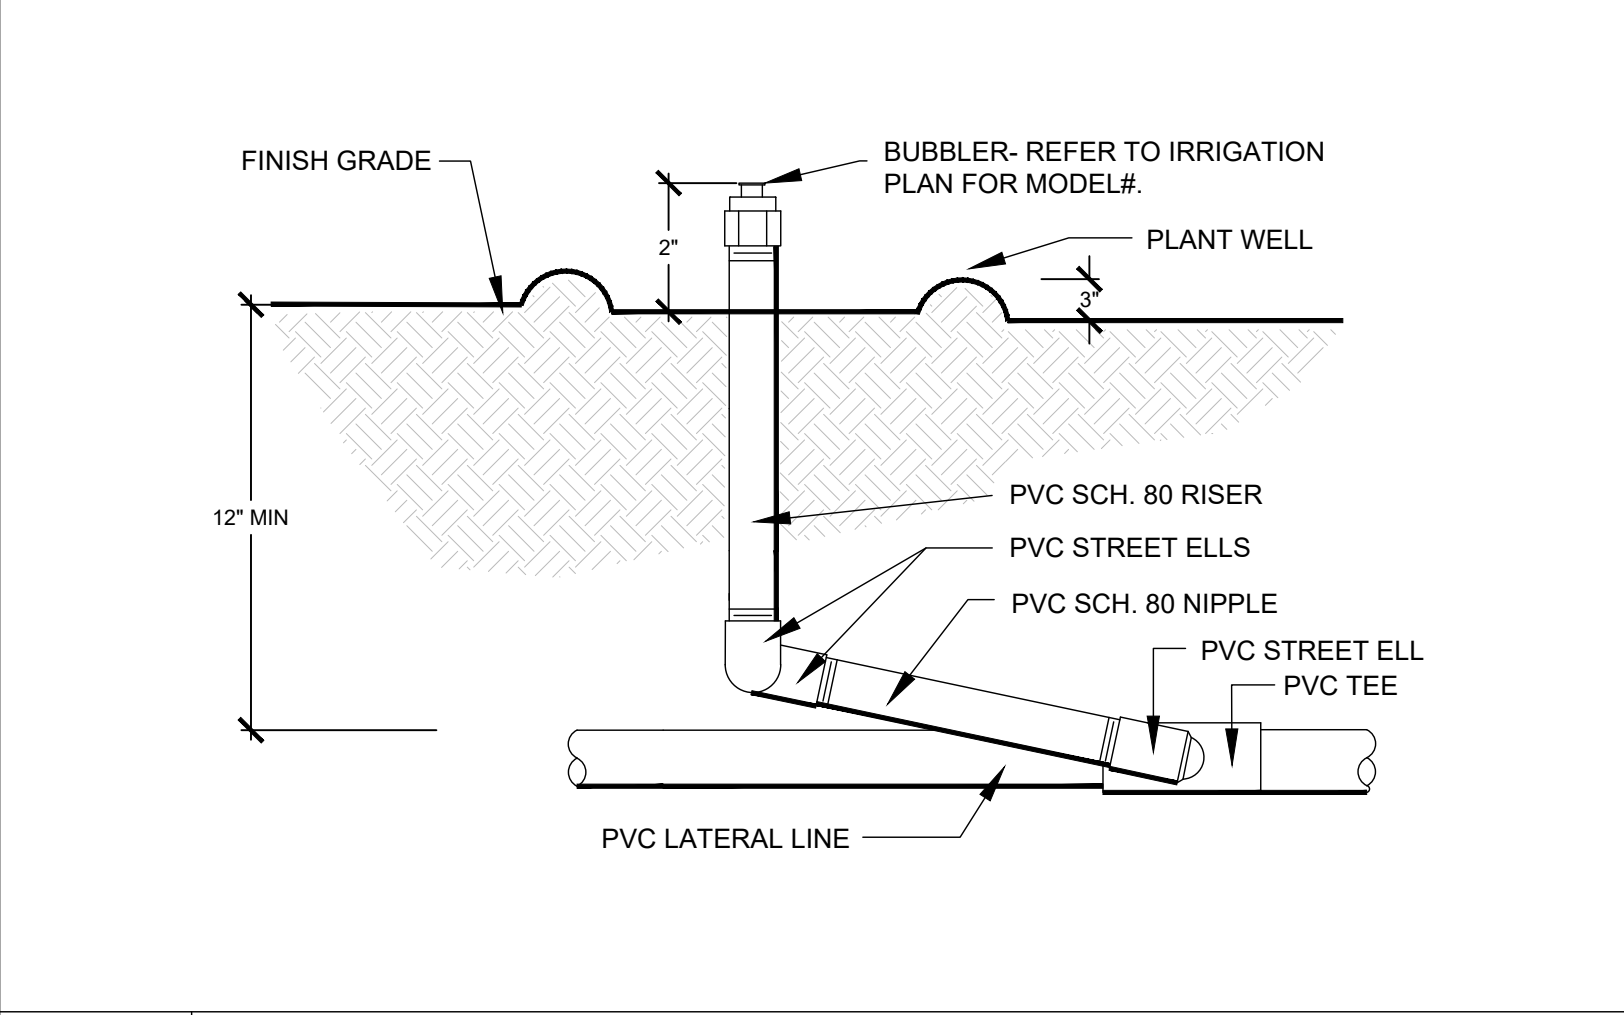 FINISH GRADE
BUBBLER- REFER TO IRRIGATION
PLAN FOR MODEL#.
PLANT WELL
2"
3"
12" MIN
PVC SCH. 80 RISER
PVC STREET ELLS
PVC SCH. 80 NIPPLE
PVC STREET ELL
PVC TEE
PVC LATERAL LINE